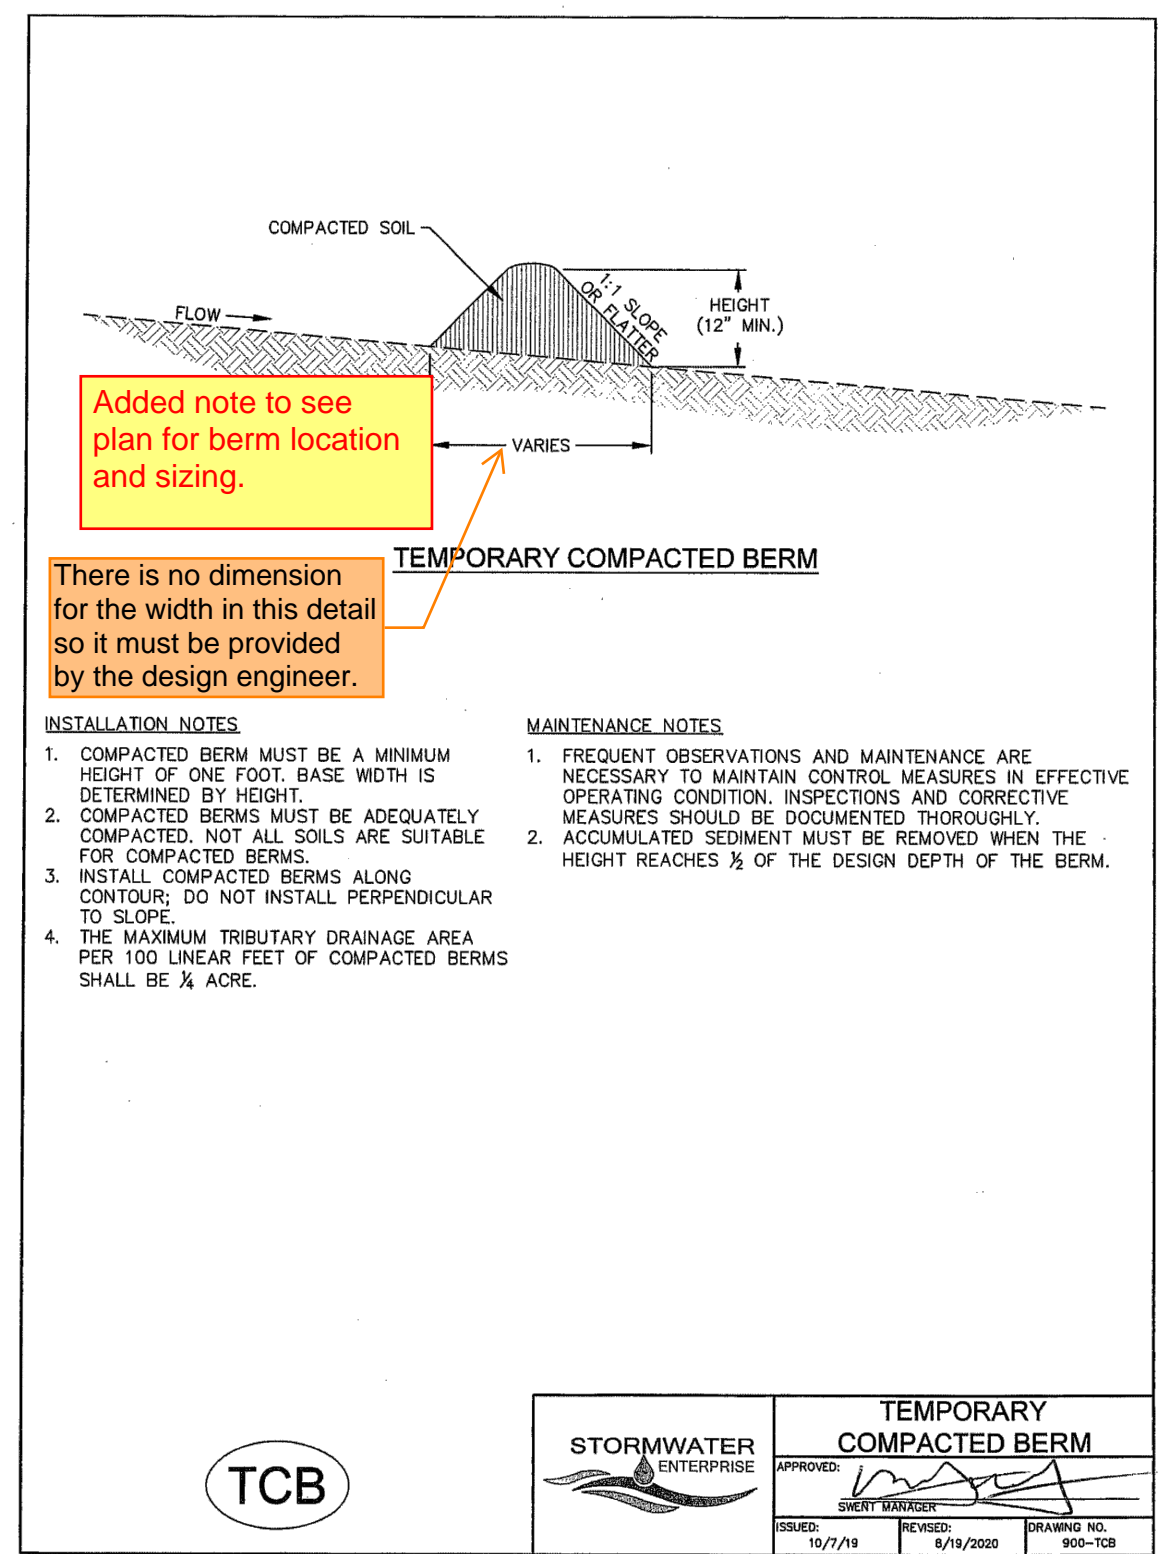 COMPACTED SOIL
FLOW
1:1 SLOPE
OR FLATTER
HEIGHT
(12" MIN.)
Added note to see
plan for berm location
and sizing.
VARIES
TEMPORARY COMPACTED BERM
There is no dimension
for the width in this detail
so it must be provided
by the design engineer.
INSTALLATION NOTES
1. COMPACTED BERM MUST BE A MINIMUM
HEIGHT OF ONE FOOT. BASE WIDTH IS
DETERMINED BY HEIGHT.
2. COMPACTED BERMS MUST BE ADEQUATELY
COMPACTED. NOT ALL SOILS ARE SUITABLE
FOR COMPACTED BERMS.
3. INSTALL COMPACTED BERMS ALONG
CONTOUR; DO NOT INSTALL PERPENDICULAR
TO SLOPE.
4. THE MAXIMUM TRIBUTARY DRAINAGE AREA
PER 100 LINEAR FEET OF COMPACTED BERMS
SHALL BE ¼ ACRE.
MAINTENANCE NOTES
1. FREQUENT OBSERVATIONS AND MAINTENANCE ARE
NECESSARY TO MAINTAIN CONTROL MEASURES IN EFFECTIVE
OPERATING CONDITION. INSPECTIONS AND CORRECTIVE
MEASURES SHOULD BE DOCUMENTED THOROUGHLY.
2. ACCUMULATED SEDIMENT MUST BE REMOVED WHEN THE
HEIGHT REACHES ½ OF THE DESIGN DEPTH OF THE BERM.
TCB
STORMWATER
ENTERPRISE
TEMPORARY
COMPACTED BERM
APPROVED:
SWENT MANAGER
ISSUED:
10/7/19
REVISED:
8/19/2020
DRAWING NO.
900-TCB